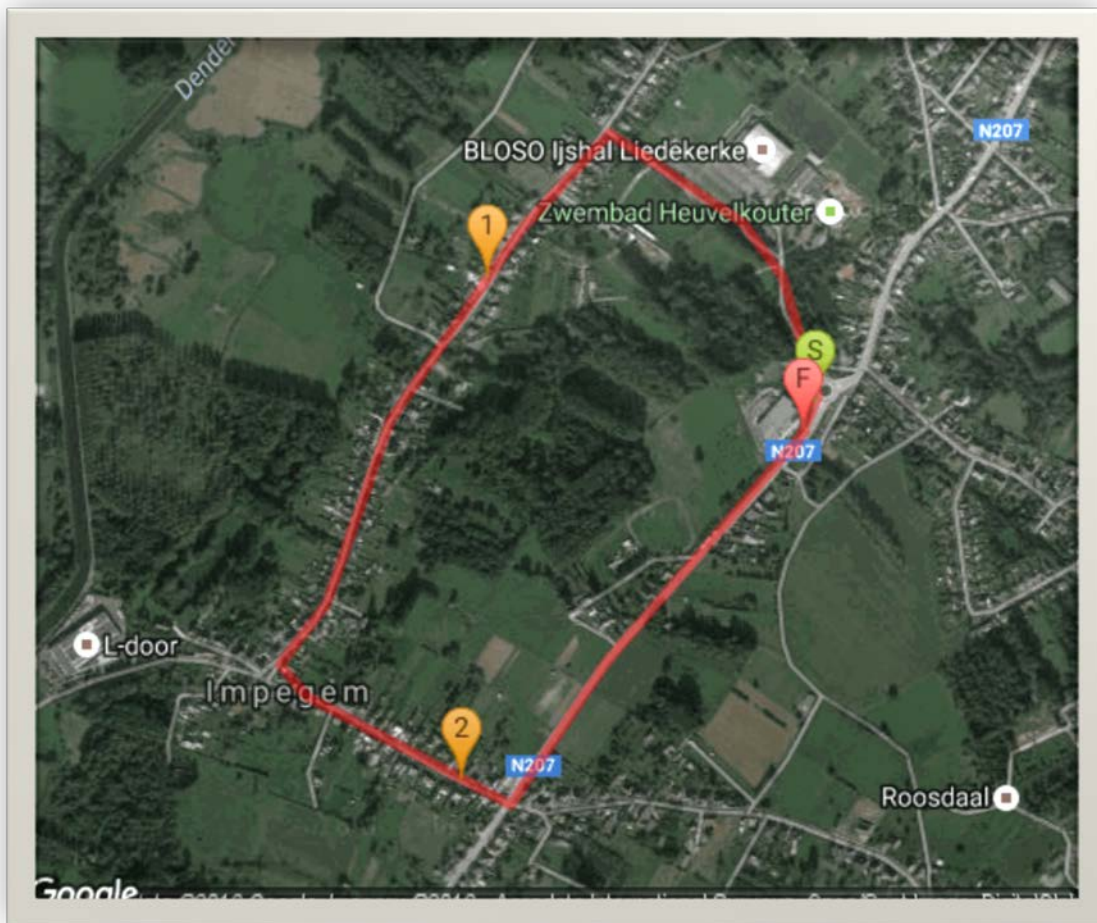 Dender
N207
BLOSO Ijshal Liedekerke
1
Zwembad Heuvelkouter
S
F
N207
L-door
Impegem
2
N207
Roosdaal
Google